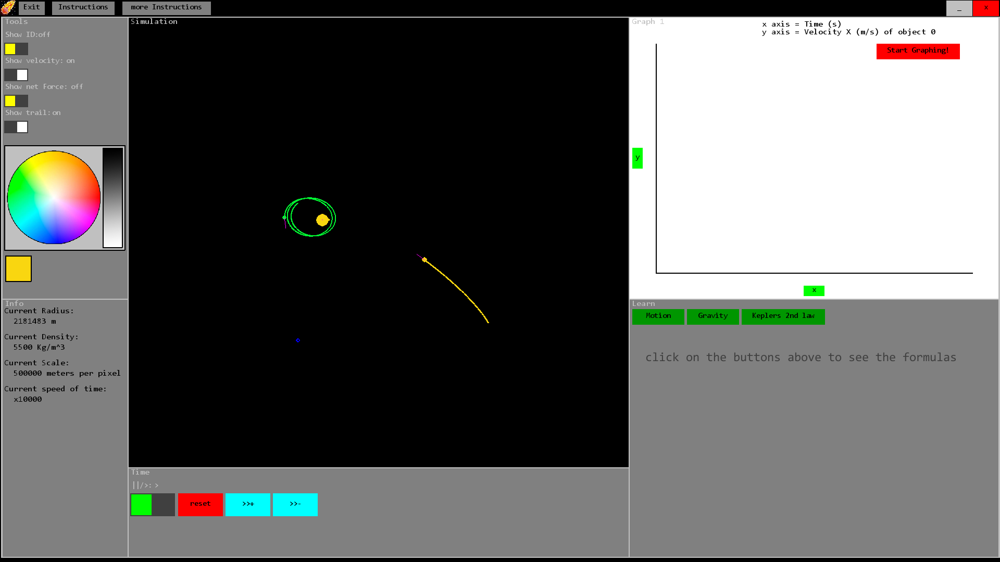 Exit Instructions more Instructions _ x
Tools
Show ID:off
Show velocity: on
Show net Force: off
Show trail:on
Info
Current Radius:
2181483 m
Current Density:
5500 Kg/m^3
Current Scale:
500000 meters per pixel
Current speed of time:
x10000
Simulation
Time
||/>: >
reset >>+ >>-
Graph 1
x axis = Time (s)
y axis = Velocity X (m/s) of object 0
Start Graphing!
y
x
Learn
Motion Gravity Keplers 2nd law
click on the buttons above to see the formulas